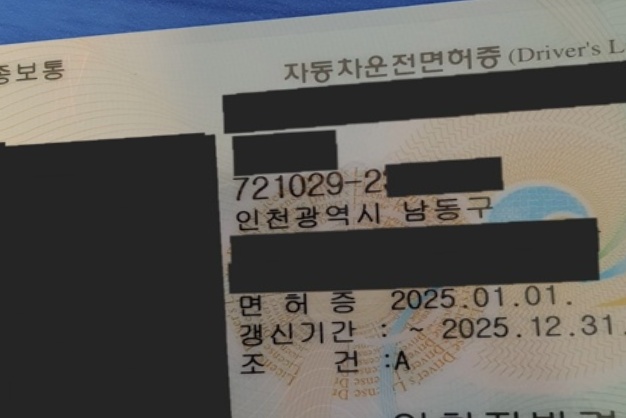 종보통
자동차운전면허증 (Driver's L
721029-2
인천광역시 남동구
면 허 증 2025.01.01.
갱신기간 : ~ 2025.12.31.
조 건 :A